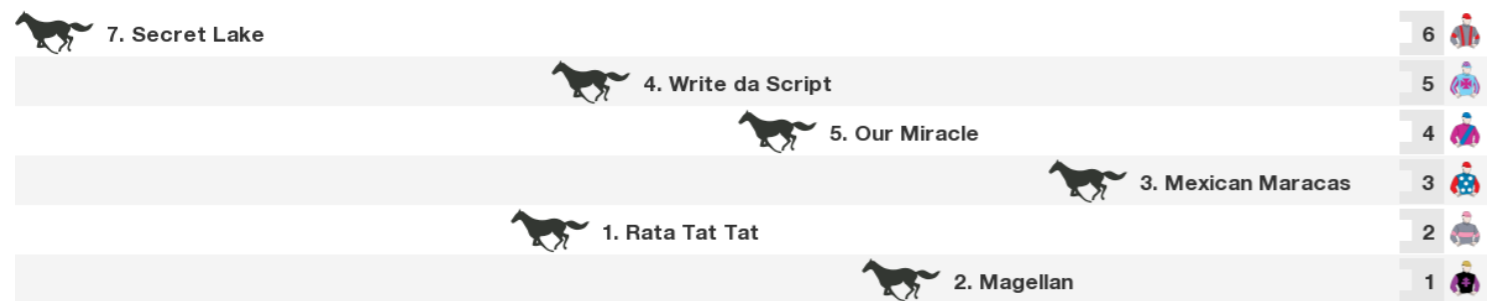 7. Secret Lake 6
4. Write da Script 5
5. Our Miracle 4
3. Mexican Maracas 3
1. Rata Tat Tat 2
2. Magellan 1